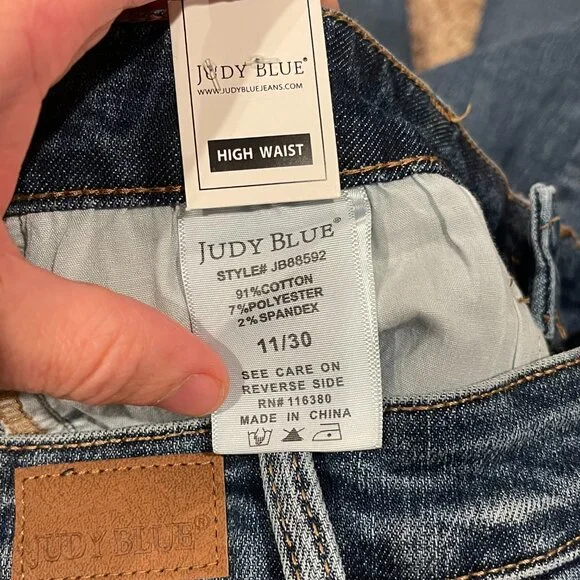 JUDY BLUE®
WWW.JUDYBLUEJEANS.COM
HIGH WAIST
JUDY BLUE®
STYLE# JB88592
91%COTTON
7%POLYESTER
2%SPANDEX
11/30
SEE CARE ON
REVERSE SIDE
RN# 116380
MADE IN CHINA
JUDY BLUE®